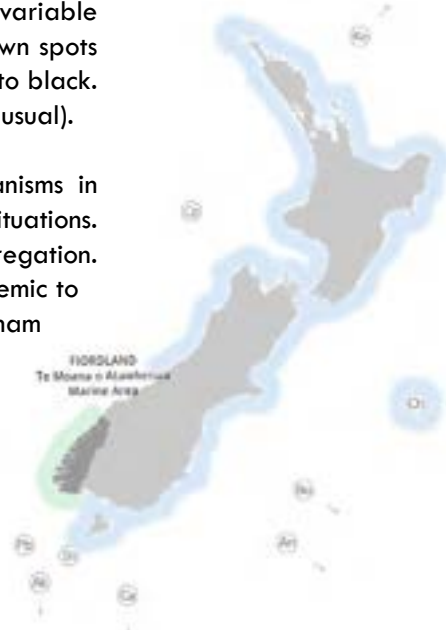 variable
wn spots
to black.
usual).
anisms in
ituations.
regation.
emic to
ham
FIORDLAND
Te Moana o Atawhenua
Marine Area